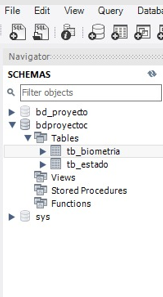 File Edit View Query Databas
SQL SQL
Navigator
SCHEMAS
Filter objects
bd_proyecto
bdproyectoc
Tables
tb_biometria
tb_estado
Views
Stored Procedures
Functions
sys